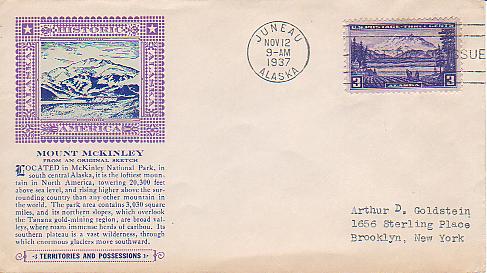 HISTORIC
AMERICA
MOUNT McKINLEY
FROM AN ORIGINAL SKETCH
LOCATED in McKinley National Park, in
south central Alaska, it is the loftiest moun-
tain in North America, towering 20,300 feet
above sea level, and rising higher above the sur-
rounding country than any other mountain in
the world. The park area contains 3,030 square
miles, and its northern slopes, which overlook
the Tanana gold-mining region, are broad val-
leys, where roam immense herds of caribou. Its
southern plateau is a vast wilderness, through
which enormous glaciers move southward.
TERRITORIES AND POSSESSIONS
JUNEAU
NOV 12
9-AM
1937
ALASKA
U.S. POSTAGE THREE CENTS
3 3
ALASKA
SUE
Arthur D. Goldstein
1656 Sterling Place
Brooklyn, New York